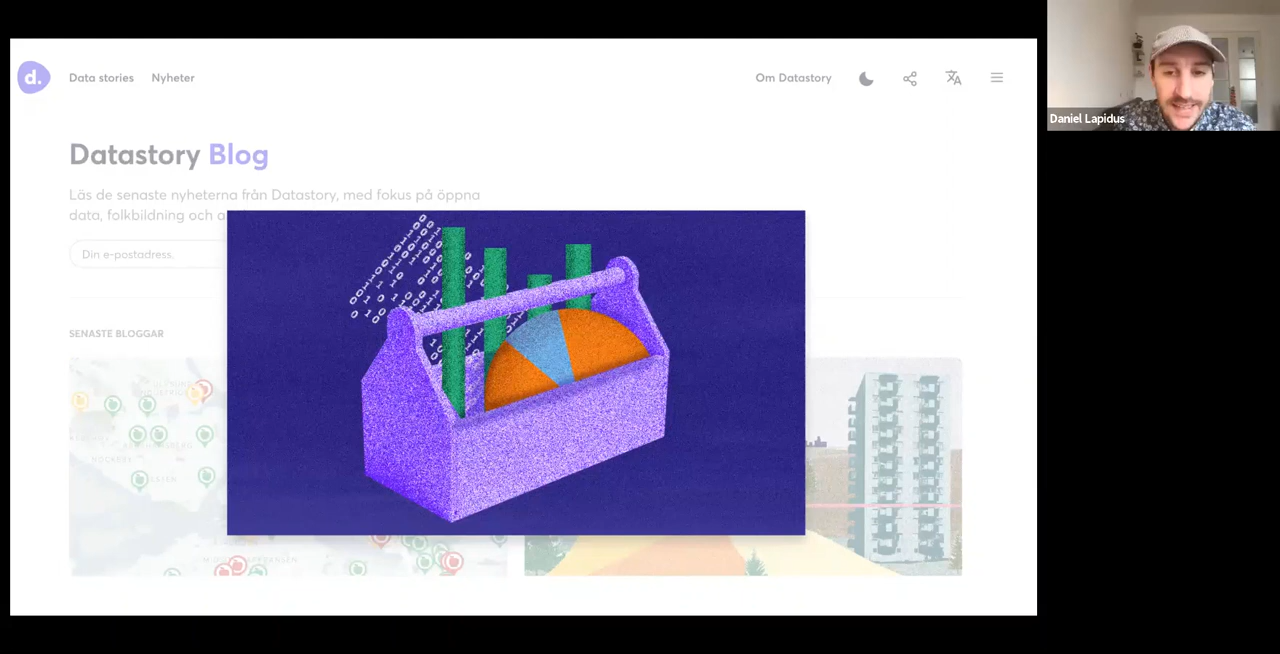 d.
Data stories
Nyheter
Om Datastory
Datastory Blog
Läs de senaste nyheterna från Datastory, med fokus på öppna
data, folkbildning och a
Din e-postadress.
SENASTE BLOGGAR
Daniel Lapidus